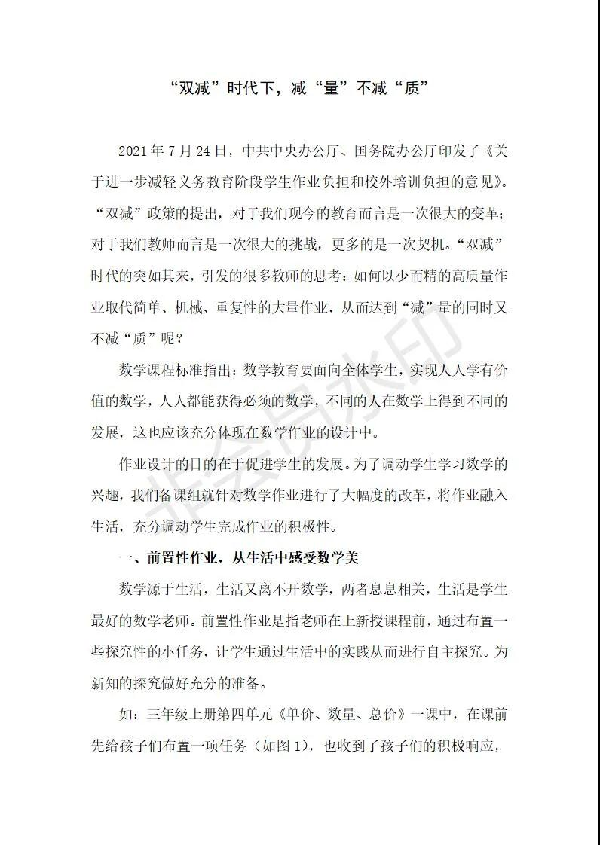 “双减”时代下，减“量”不减“质”
2021年7月24日，中共中央办公厅、国务院办公厅印发了《关
于进一步减轻义务教育阶段学生作业负担和校外培训负担的意见》。
“双减”政策的提出，对于我们现今的教育而言是一次很大的变革；
对于我们教师而言是一次很大的挑战，更多的是一次契机。“双减”
时代的突如其来，引发的很多教师的思考：如何以少而精的高质量作
业取代简单、机械、重复性的大量作业，从而达到“减”量的同时又
不减“质”呢？
数学课程标准指出：数学教育要面向全体学生，实现人人学有价
值的数学，人人都能获得必须的数学，不同的人在数学上得到不同的
发展，这也应该充分体现在数学作业的设计中。
作业设计的目的在于促进学生的发展。为了调动学生学习数学的
兴趣，我们备课组就针对数学作业进行了大幅度的改革，将作业融入
生活，充分调动学生完成作业的积极性。
一、前置性作业，从生活中感受数学美
数学源于生活，生活又离不开数学，两者息息相关，生活是学生
最好的数学老师。前置性作业是指老师在上新授课程前，通过布置一
些探究性的小任务，让学生通过生活中的实践从而进行自主探究。为
新知的探究做好充分的准备。
如：三年级上册第四单元《单价、数量、总价》一课中，在课前
先给孩子们布置一项任务（如图1），也收到了孩子们的积极响应，
非会员水印